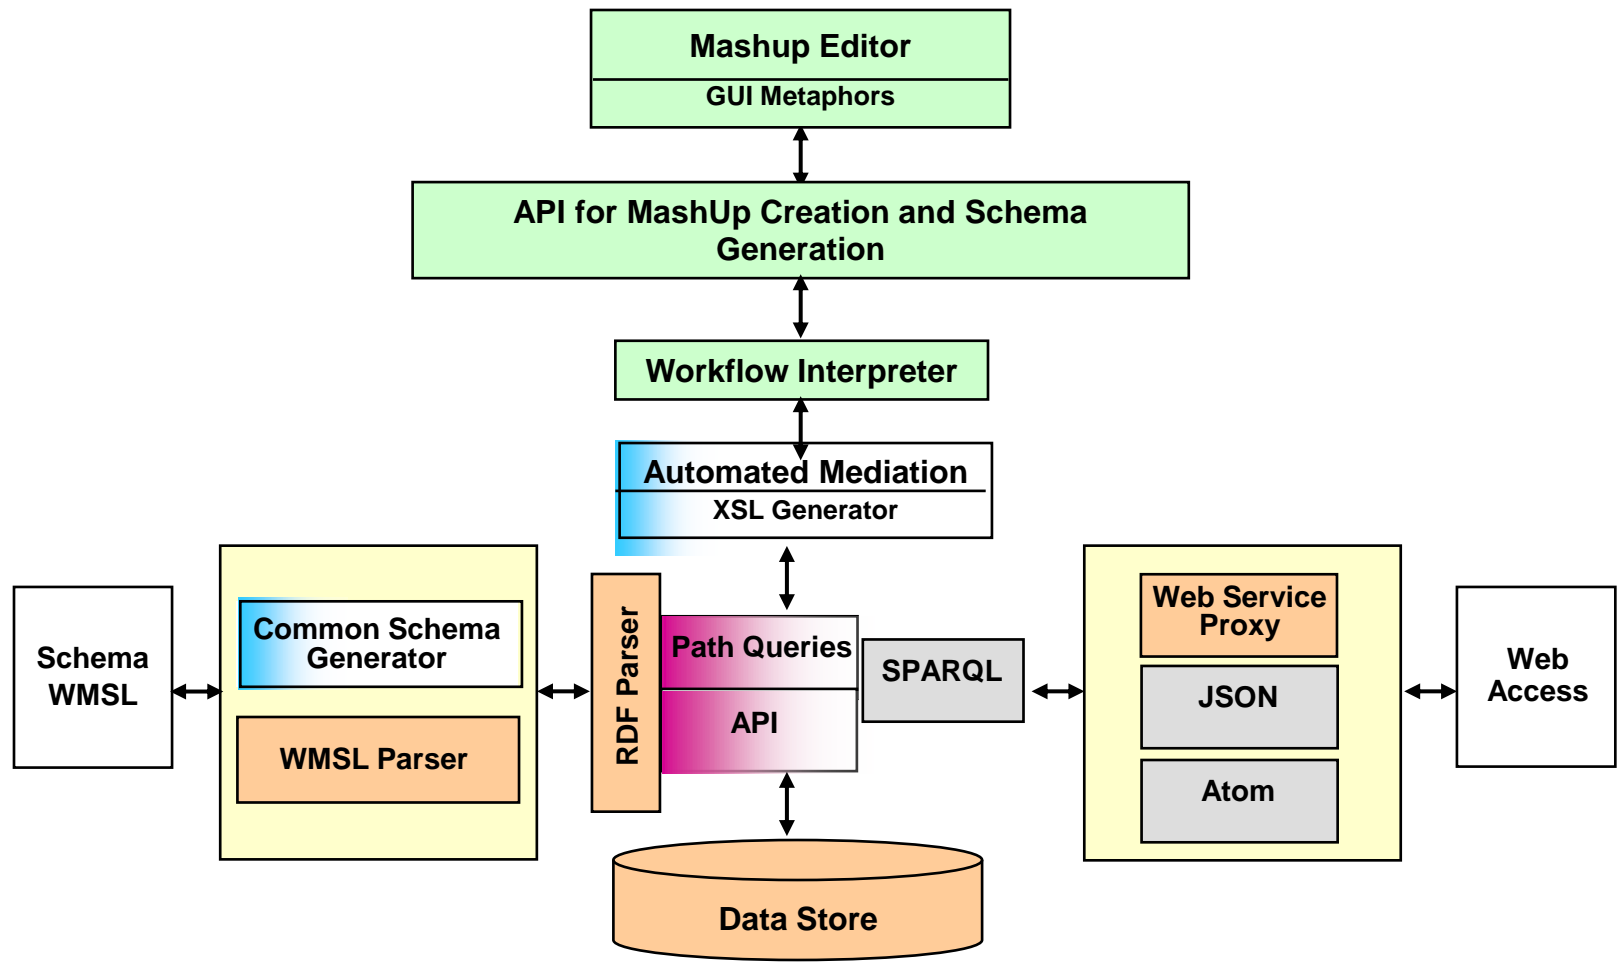 Mashup Editor
GUI Metaphors
API for MashUp Creation and Schema
Generation
Workflow Interpreter
Automated Mediation
XSL Generator
Schema
WMSL
Common Schema
Generator
WMSL Parser
RDF Parser
Path Queries
API
SPARQL
Web Service
Proxy
JSON
Atom
Web
Access
Data Store